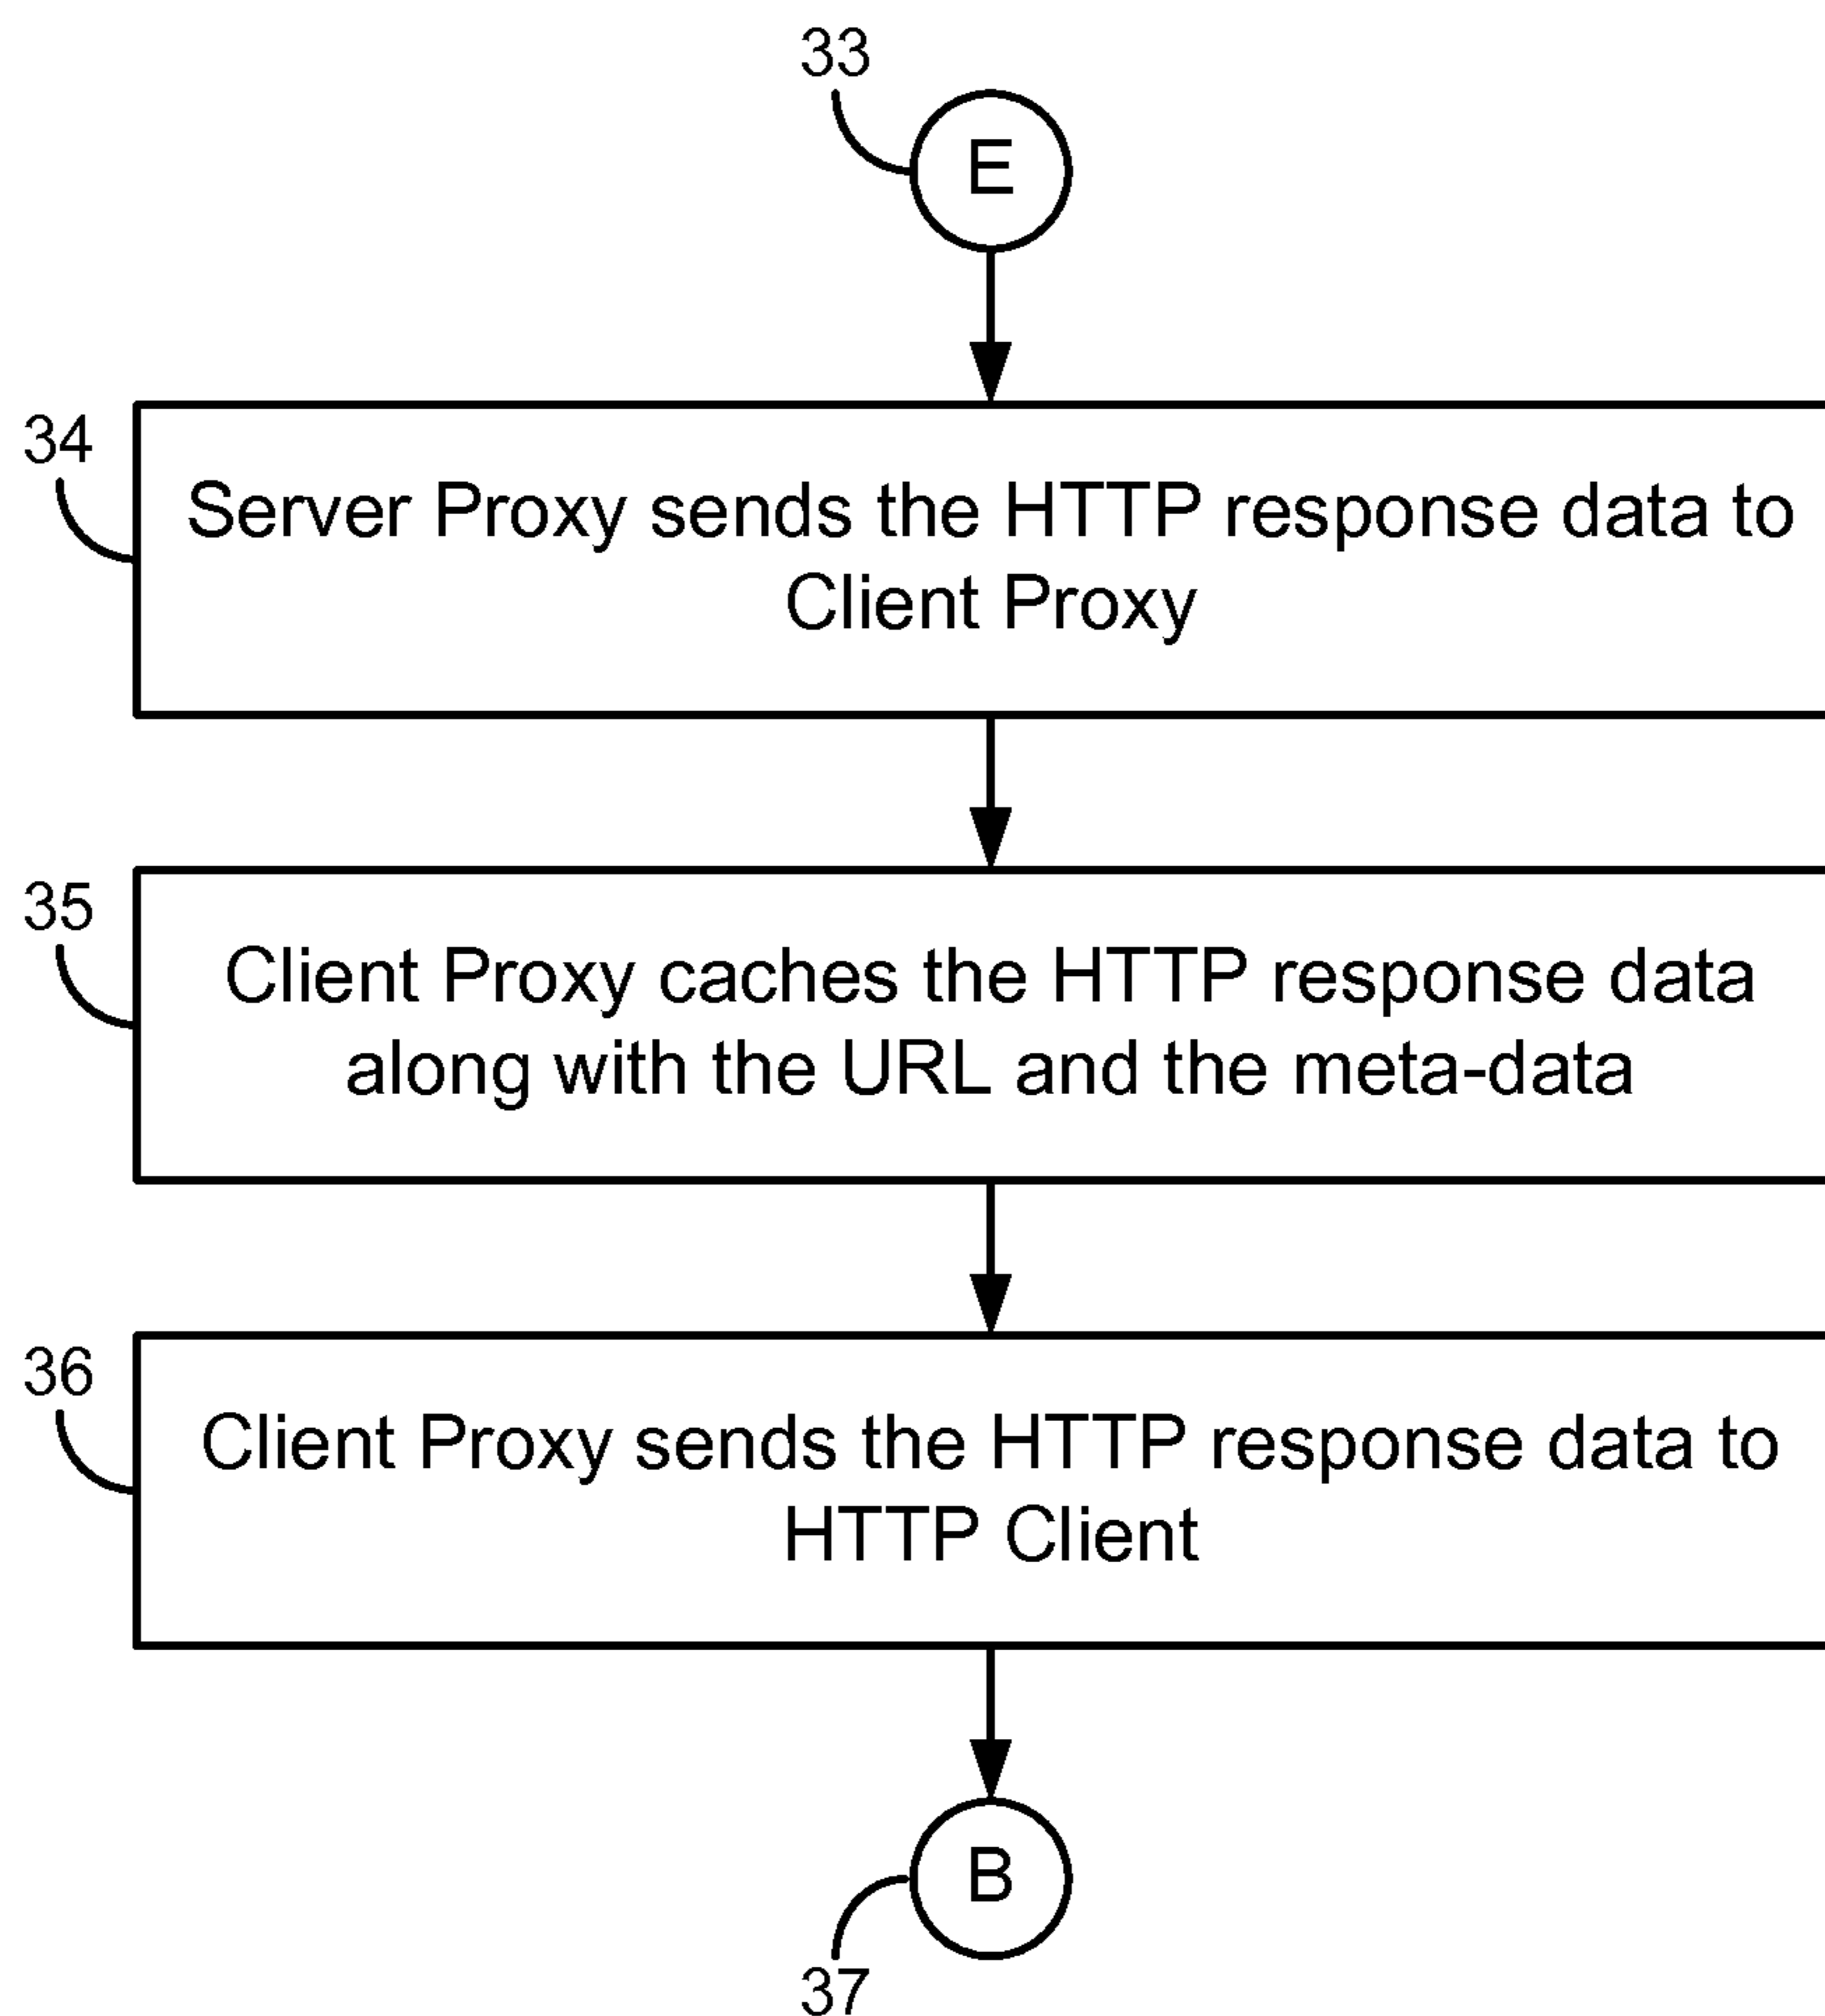 33
E
34
Server Proxy sends the HTTP response data to
Client Proxy
35
Client Proxy caches the HTTP response data
along with the URL and the meta-data
36
Client Proxy sends the HTTP response data to
HTTP Client
B
37